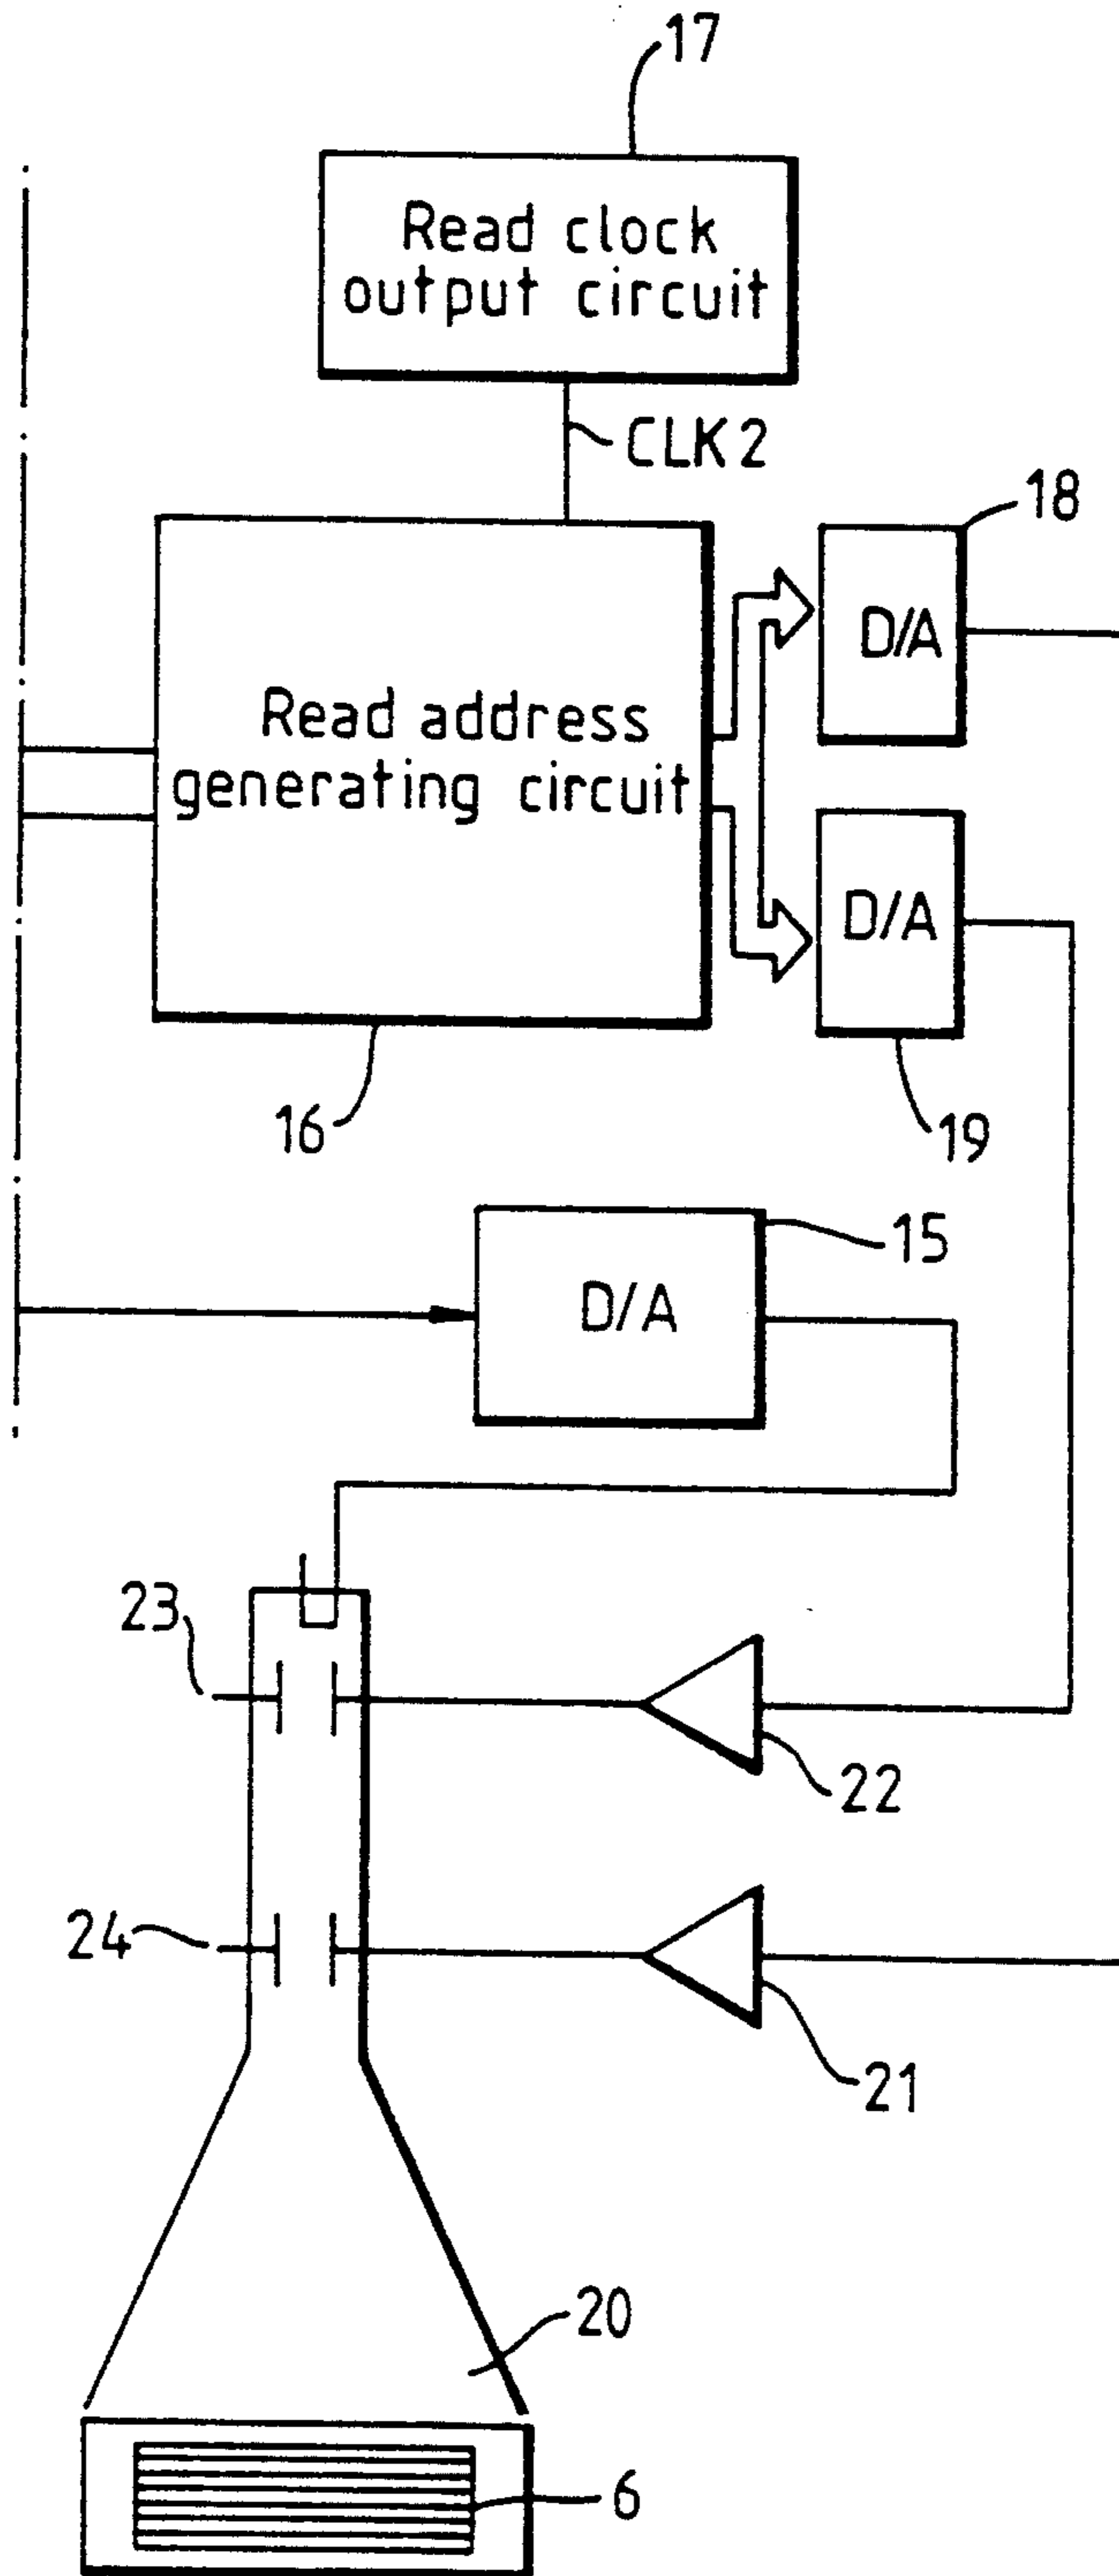 17
Read clock
output circuit
CLK2
18
D/A
Read address
generating circuit
D/A
16
19
15
D/A
23
22
24
21
20
6